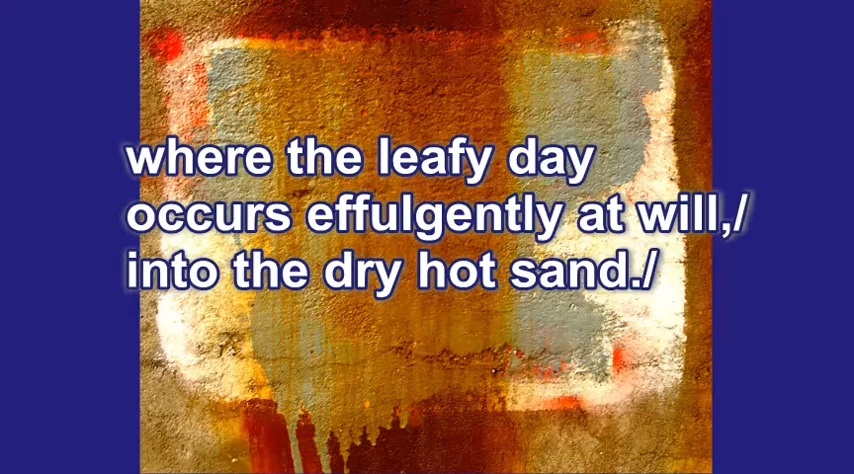 where the leafy day
occurs effulgently at will,/
into the dry hot sand./